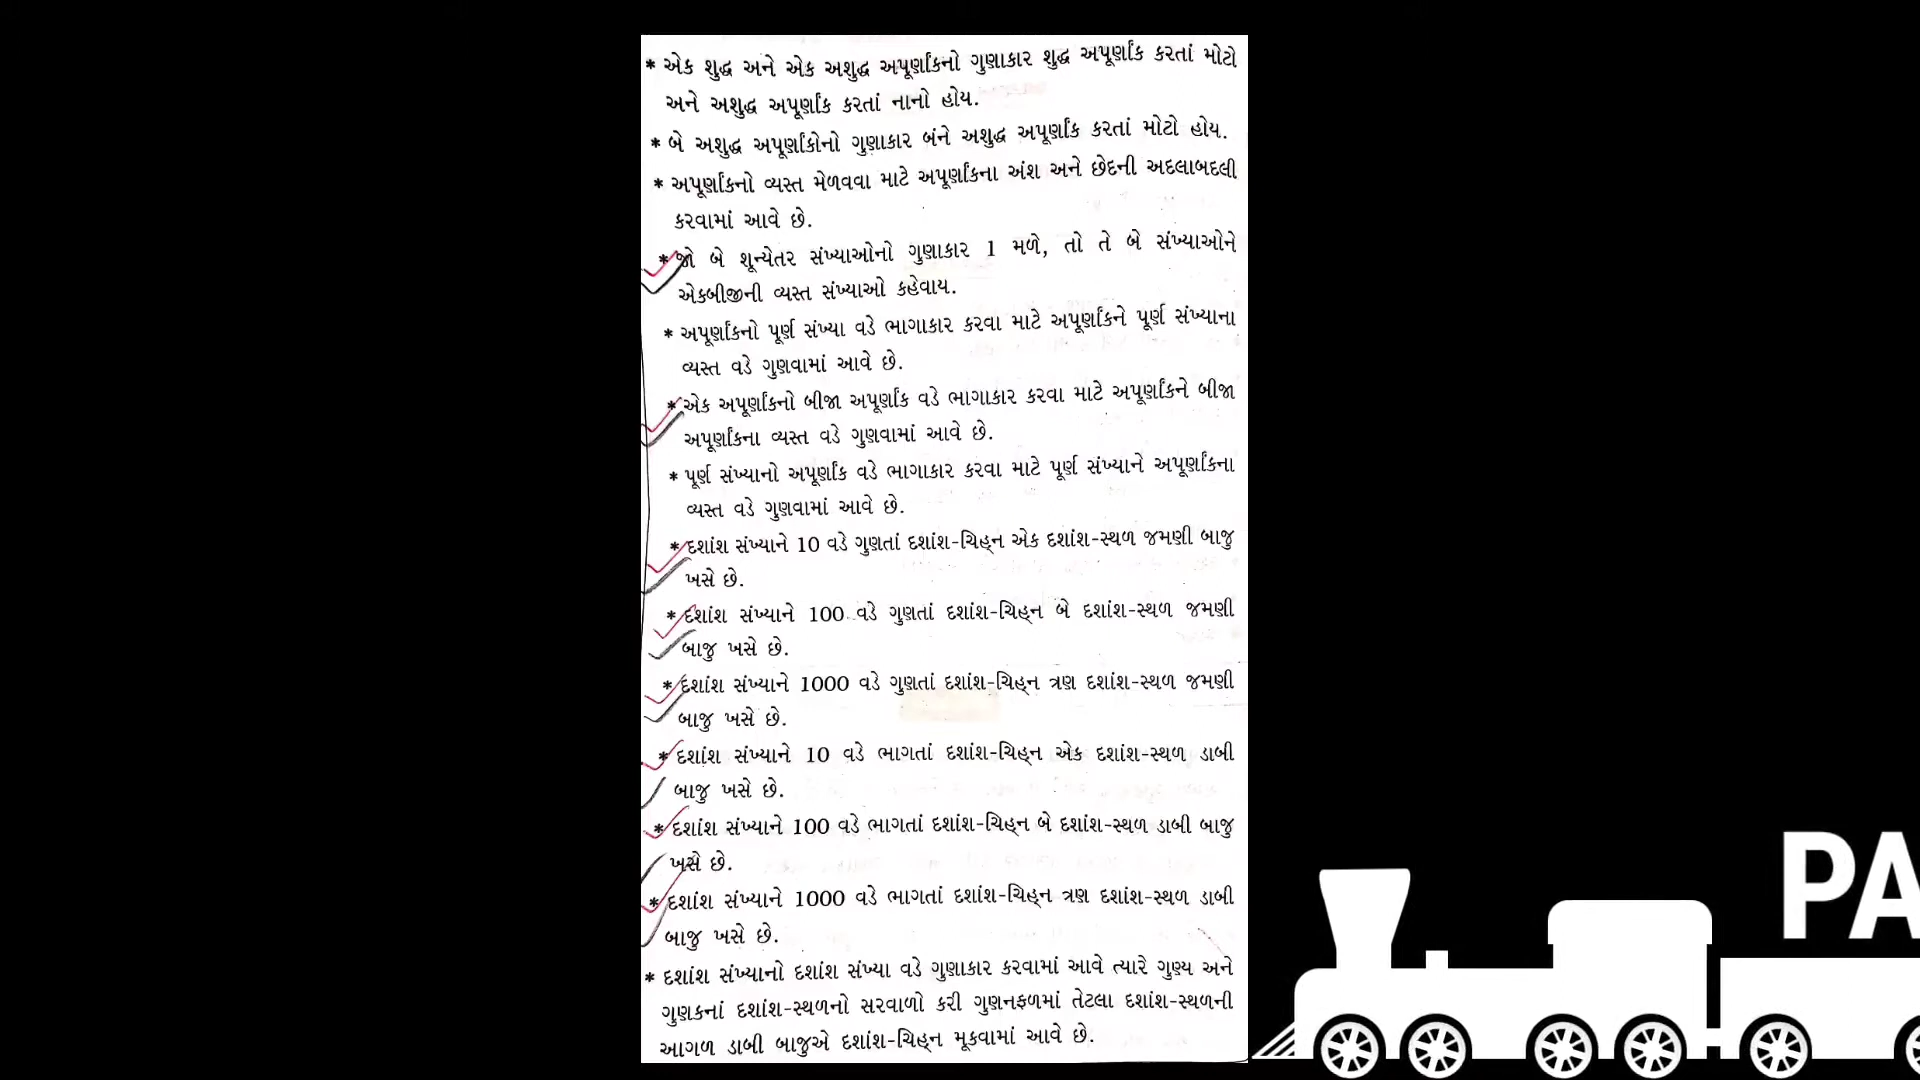 * એક શુદ્ધ અને એક અશુદ્ધ અપૂર્ણાંકનો ગુણાકાર શુદ્ધ અપૂર્ણાંક કરતાં મોટો
અને અશુદ્ધ અપૂર્ણાંક કરતાં નાનો હોય.
* બે અશુદ્ધ અપૂર્ણાંકોનો ગુણાકાર બંને અશુદ્ધ અપૂર્ણાંક કરતાં મોટો હોય.
* અપૂર્ણાંકનો વ્યસ્ત મેળવવા માટે અપૂર્ણાંકના અંશ અને છેદની અદલાબદલી
કરવામાં આવે છે.
* જો બે શૂન્યેતર સંખ્યાઓનો ગુણાકાર 1 મળે, તો તે બે સંખ્યાઓને
એકબીજીની વ્યસ્ત સંખ્યાઓ કહેવાય.
* અપૂર્ણાંકનો પૂર્ણ સંખ્યા વડે ભાગાકાર કરવા માટે અપૂર્ણાંકને પૂર્ણ સંખ્યાના
વ્યસ્ત વડે ગુણવામાં આવે છે.
* એક અપૂર્ણાંકનો બીજા અપૂર્ણાંક વડે ભાગાકાર કરવા માટે અપૂર્ણાંકને બીજા
અપૂર્ણાંકના વ્યસ્ત વડે ગુણવામાં આવે છે.
* પૂર્ણ સંખ્યાનો અપૂર્ણાંક વડે ભાગાકાર કરવા માટે પૂર્ણ સંખ્યાને અપૂર્ણાંકના
વ્યસ્ત વડે ગુણવામાં આવે છે.
* દશાંશ સંખ્યાને 10 વડે ગુણતાં દશાંશ-ચિહ્ન એક દશાંશ-સ્થળ જમણી બાજુ
ખસે છે.
* દશાંશ સંખ્યાને 100 વડે ગુણતાં દશાંશ-ચિહ્ન બે દશાંશ-સ્થળ જમણી
બાજુ ખસે છે.
* દશાંશ સંખ્યાને 1000 વડે ગુણતાં દશાંશ-ચિહ્ન ત્રણ દશાંશ-સ્થળ જમણી
બાજુ ખસે છે.
* દશાંશ સંખ્યાને 10 વડે ભાગતાં દશાંશ-ચિહ્ન એક દશાંશ-સ્થળ ડાબી
બાજુ ખસે છે.
* દશાંશ સંખ્યાને 100 વડે ભાગતાં દશાંશ-ચિહ્ન બે દશાંશ-સ્થળ ડાબી બાજુ
ખસે છે.
* દશાંશ સંખ્યાને 1000 વડે ભાગતાં દશાંશ-ચિહ્ન ત્રણ દશાંશ-સ્થળ ડાબી
બાજુ ખસે છે.
* દશાંશ સંખ્યાનો દશાંશ સંખ્યા વડે ગુણાકાર કરવામાં આવે ત્યારે ગુણ્ય અને
ગુણકનાં દશાંશ-સ્થળનો સરવાળો કરી ગુણનફળમાં તેટલા દશાંશ-સ્થળની
આગળ ડાબી બાજુએ દશાંશ-ચિહ્ન મૂકવામાં આવે છે.
PA